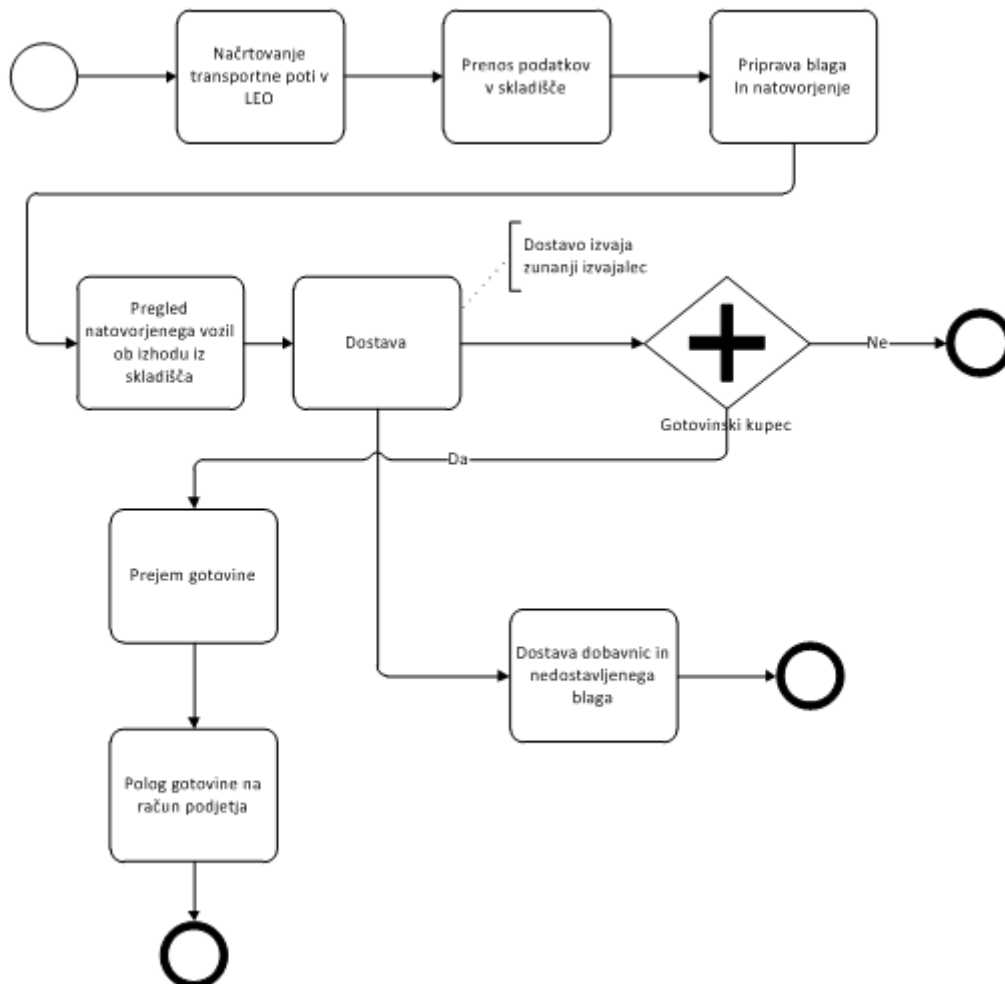 Načrtovanje
transportne poti v
LEO
Prenos podatkov
v skladišče
Priprava blaga
In natovorjenje
Dostavo izvaja
zunanji izvajalec
Pregled
natovorjenega vozil
ob izhodu iz
skladišča
Dostava
Ne
Gotovinski kupec
Da
Prejem gotovine
Dostava dobavnic in
nedostavljenega
blaga
Polog gotovine na
račun podjetja